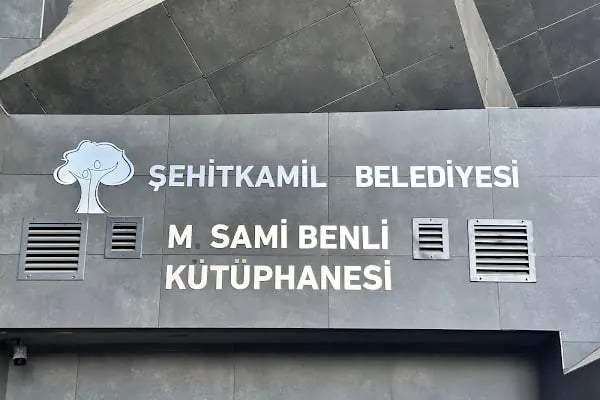 ŞEHİTKAMİL BELEDİYESİ
M. SAMİ BENLİ
KÜTÜPHANESİ